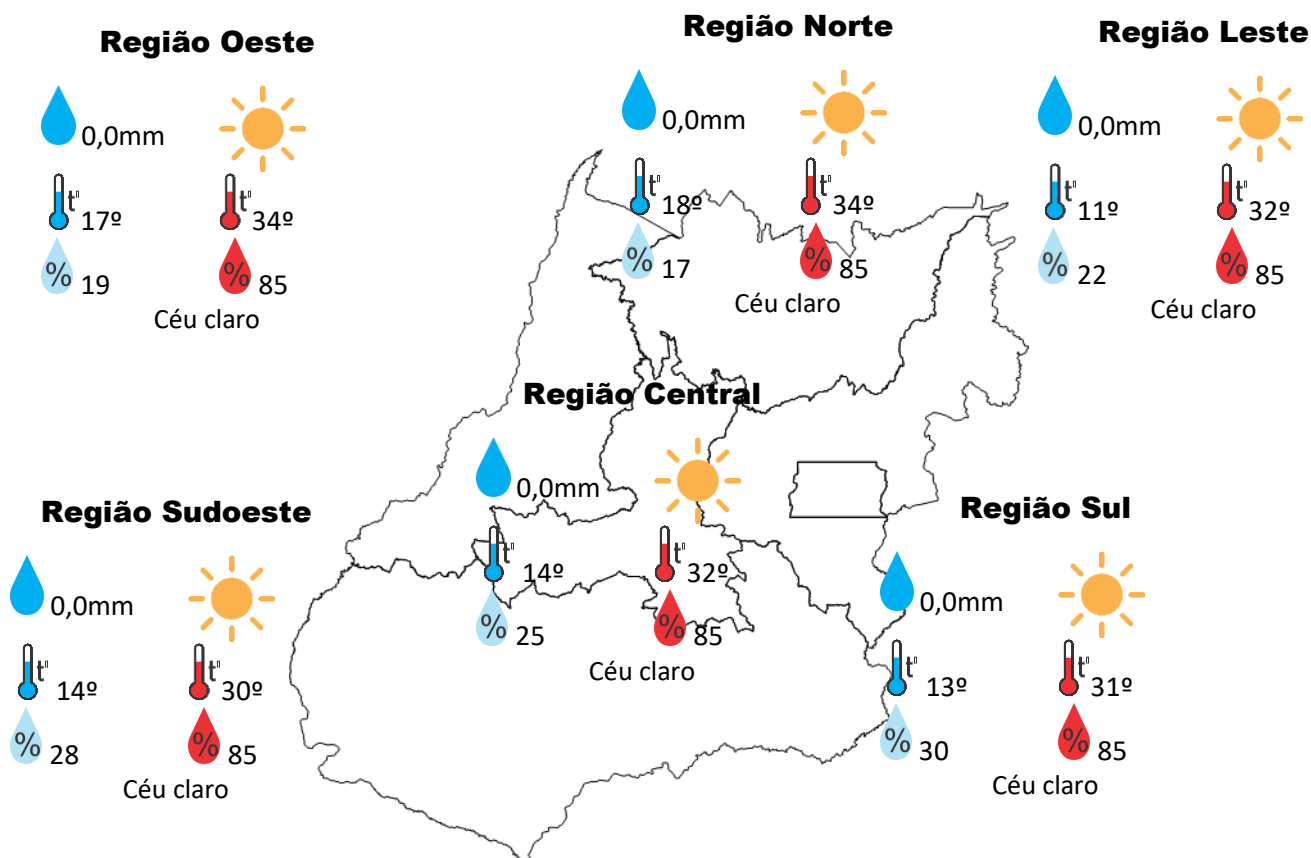 Região Oeste
0,0mm
t°
17º
t°
34º
%
19
%
85
Céu claro
Região Norte
0,0mm
t°
18º
t°
34º
%
17
%
85
Céu claro
Região Leste
0,0mm
t°
11º
t°
32º
%
22
%
85
Céu claro
Região Central
0,0mm
t°
14º
t°
32º
%
25
%
85
Céu claro
Região Sudoeste
0,0mm
t°
14º
t°
30º
%
28
%
85
Céu claro
Região Sul
0,0mm
t°
13º
t°
31º
%
30
%
85
Céu claro